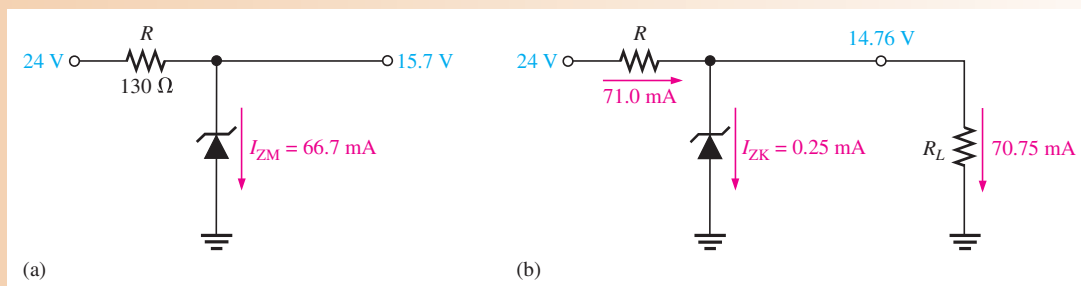 R
24 V
130 Ω
15.7 V
I_ZM = 66.7 mA
(a)
R
24 V
71.0 mA
14.76 V
I_ZK = 0.25 mA
R_L
70.75 mA
(b)